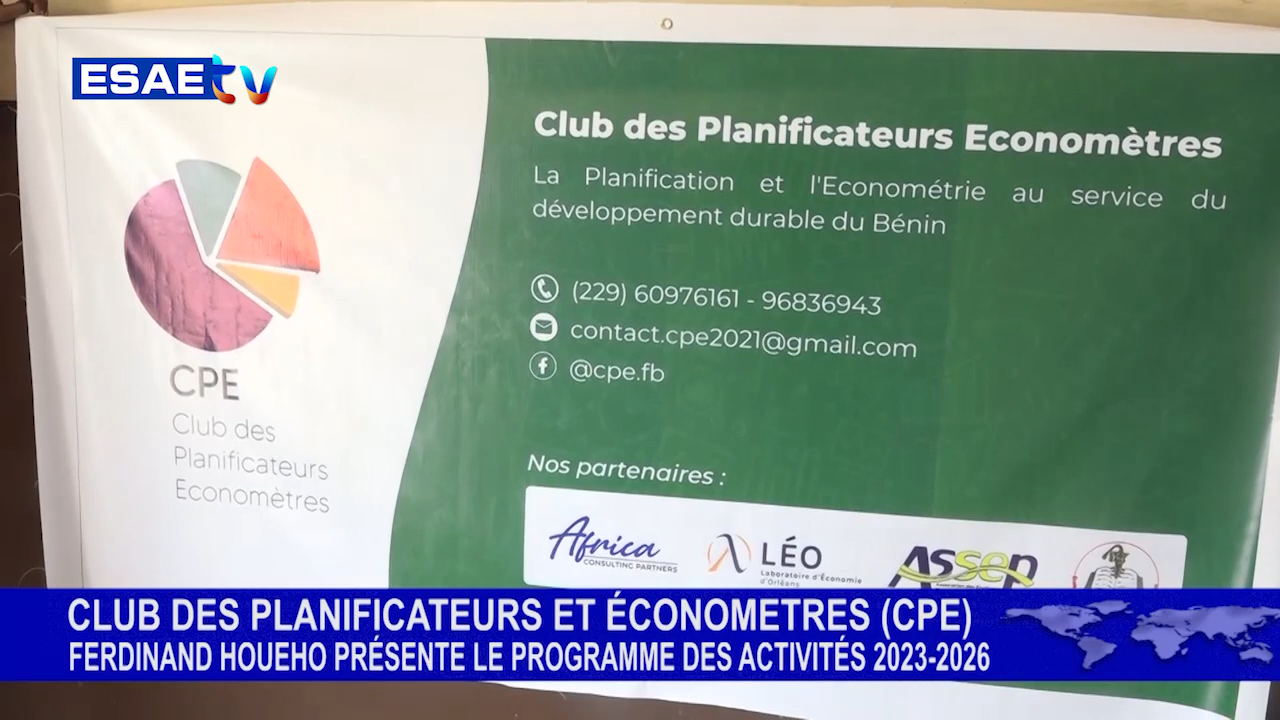 ESAE tv
Club des Planificateurs Economètres
La Planification et l'Econométrie au service du
développement durable du Bénin
(229) 60976161 - 96836943
contact.cpe2021@gmail.com
@cpe.fb
CPE
Club des
Planificateurs
Economètres
Nos partenaires :
Africa
CONSULTING PARTNERS
LÉO
Laboratoire d'Économie
d'Orléans
ASSEP
CLUB DES PLANIFICATEURS ET ÉCONOMETRES (CPE)
FERDINAND HOUEHO PRÉSENTE LE PROGRAMME DES ACTIVITÉS 2023-2026